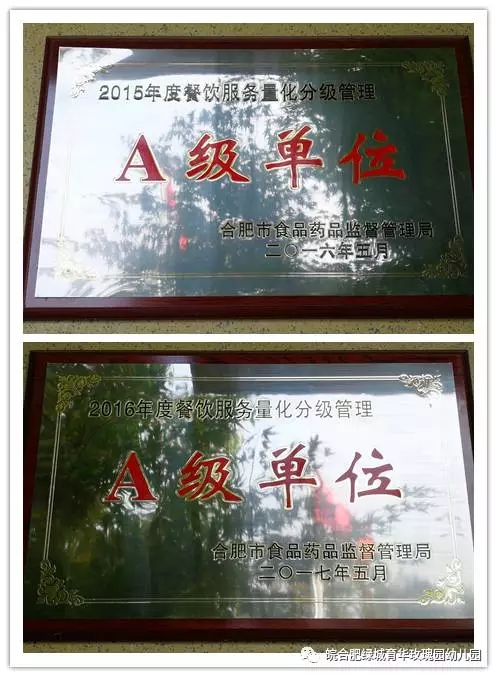 2015年度餐饮服务量化分级管理
A级单位
合肥市食品药品监督管理局
二〇一六年五月
2016年度餐饮服务量化分级管理
A级单位
合肥市食品药品监督管理局
二〇一七年五月
皖合肥绿城育华玫瑰园幼儿园